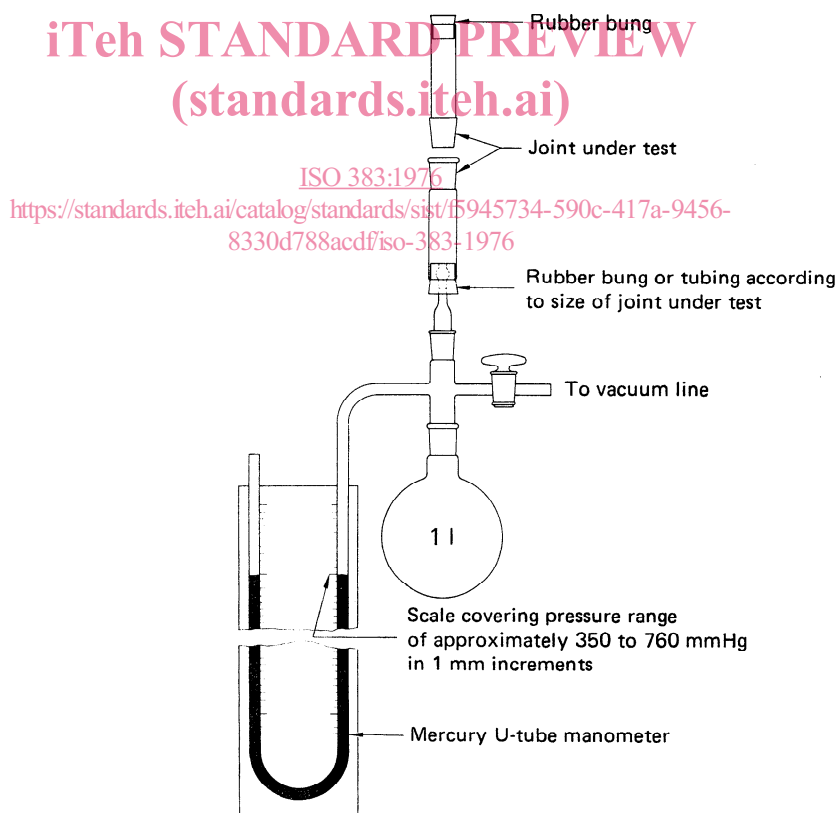 Rubber bung
iTeh STANDARD PREVIEW
(standards.iteh.ai)
Joint under test
ISO 383:1976
https://standards.iteh.ai/catalog/standards/sist/f5945734-590c-417a-9456-
8330d788acdf/iso-383-1976
Rubber bung or tubing according
to size of joint under test
To vacuum line
1 l
Scale covering pressure range
of approximately 350 to 760 mmHg
in 1 mm increments
Mercury U-tube manometer